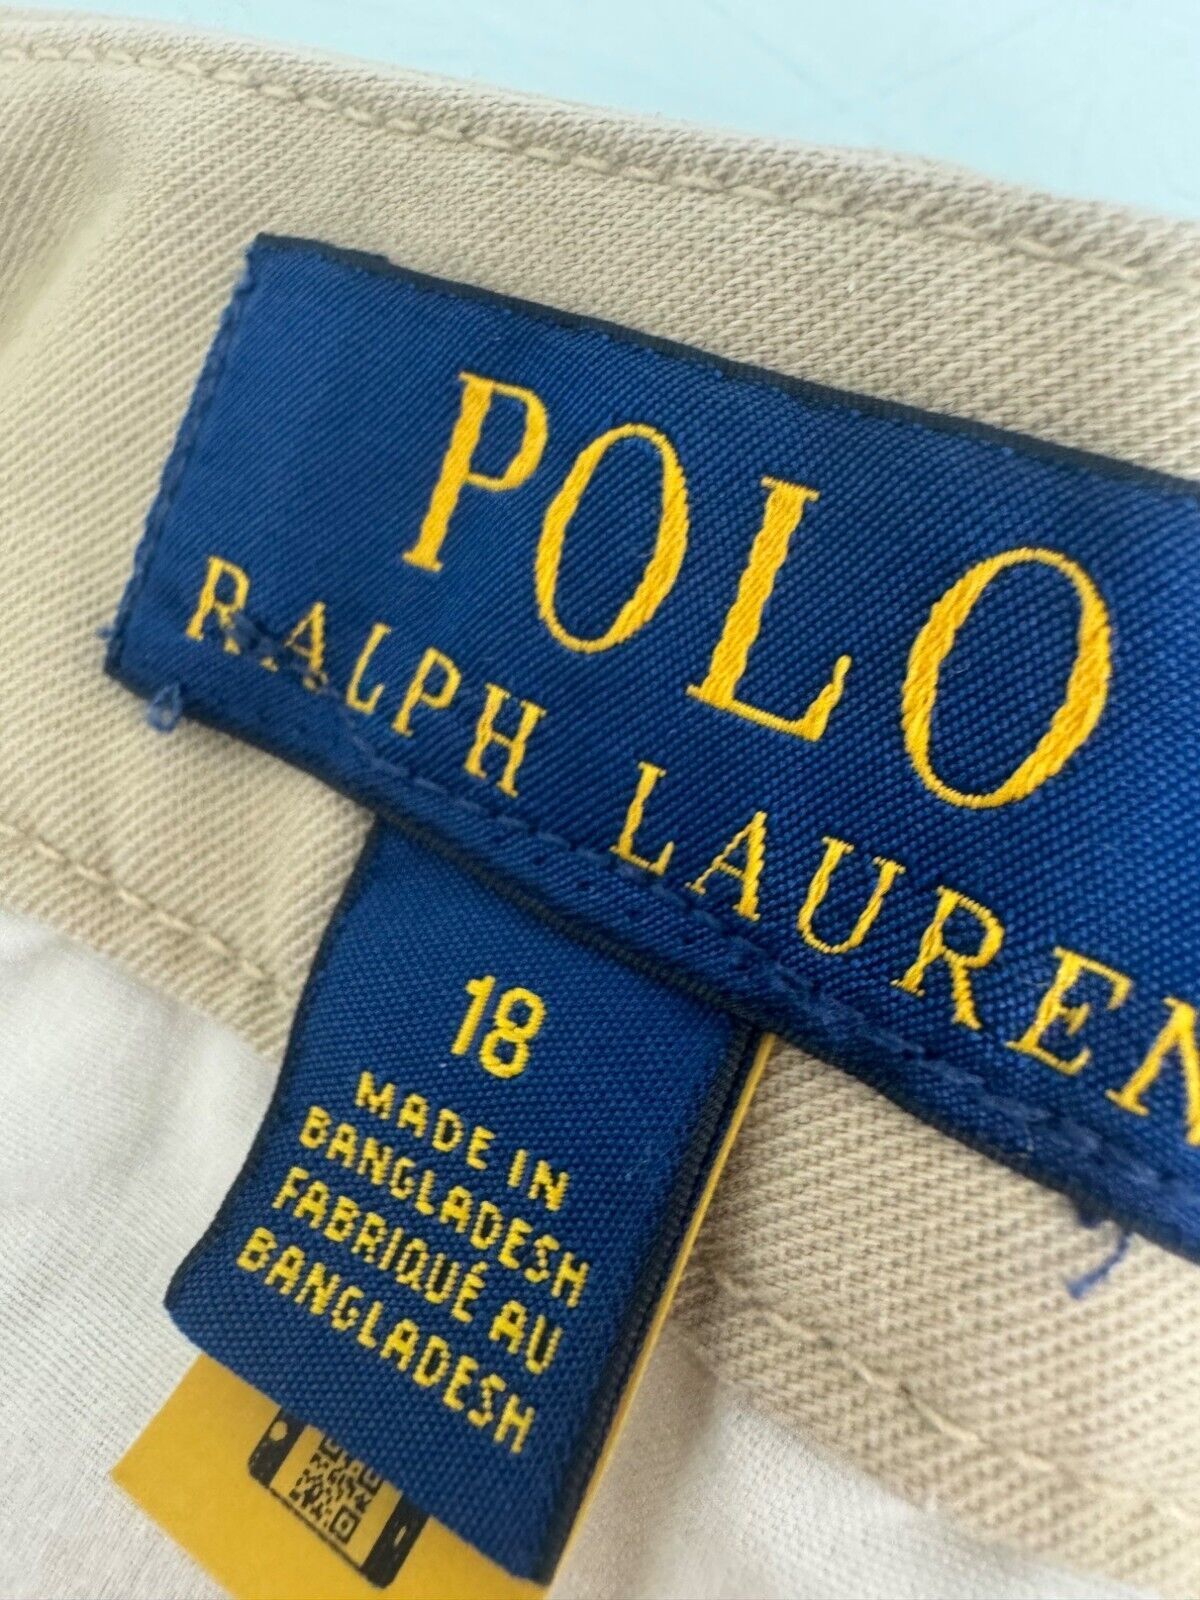 POLO
RALPH LAUREN
18
MADE IN
BANGLADESH
FABRIQUÉ AU
BANGLADESH